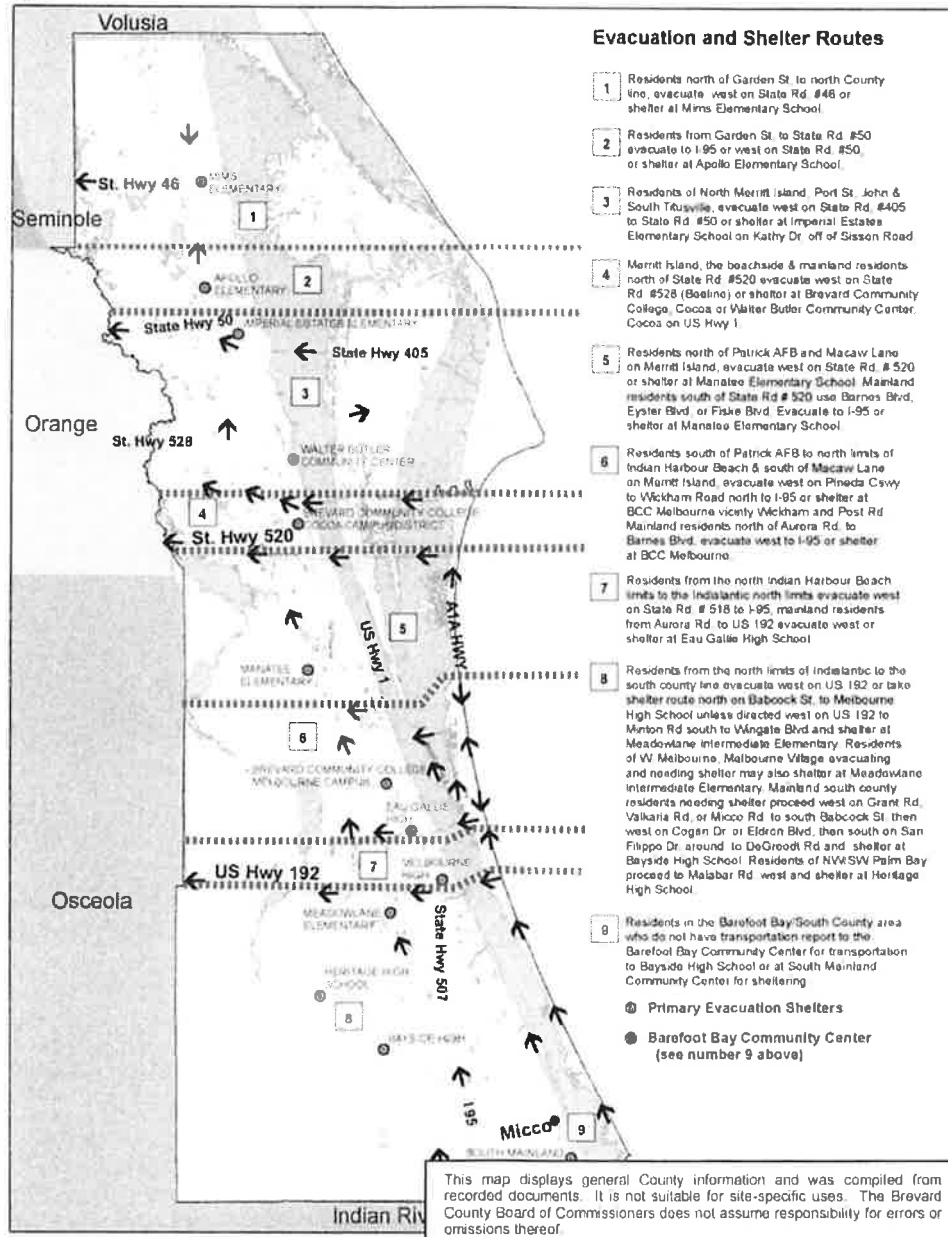 Volusia
St. Hwy 46
MIMS
ELEMENTARY
1
Seminole
APOLLO
ELEMENTARY
2
State Hwy 50
IMPERIAL ESTATES ELEMENTARY
State Hwy 405
3
Orange
St. Hwy 528
WALTER BUTLER
COMMUNITY CENTER
4
BREVARD COMMUNITY COLLEGE
COCOA CAMPUS/DISTRICT
St. Hwy 520
US Hwy 1
5
A1A HWY
MANATEE
ELEMENTARY
6
BREVARD COMMUNITY COLLEGE
MELBOURNE CAMPUS
EAU GALLIE
HIGH
7
MELBOURNE
HIGH
US Hwy 192
Osceola
MEADOWLANE
ELEMENTARY
State Hwy 507
HERITAGE HIGH
SCHOOL
8
BAYSIDE HIGH
I95
Micco
9
SOUTH MAINLAND
Indian Riv
Evacuation and Shelter Routes
1
Residents north of Garden St. to north County
line, evacuate west on State Rd. #46 or
shelter at Mims Elementary School.
2
Residents from Garden St. to State Rd. #50
evacuate to I-95 or west on State Rd. #50,
or shelter at Apollo Elementary School.
3
Residents of North Merritt Island, Port St. John &
South Titusville, evacuate west on State Rd. #405
to State Rd. #50 or shelter at Imperial Estates
Elementary School on Kathy Dr. off of Sisson Road
4
Merritt Island, the beachside & mainland residents
north of State Rd. #520 evacuate west on State
Rd. #528 (Beeline) or shelter at Brevard Community
College, Cocoa or Walter Butler Community Center,
Cocoa on US Hwy 1.
5
Residents north of Patrick AFB and Macaw Lane
on Merritt Island, evacuate west on State Rd. # 520
or shelter at Manatee Elementary School. Mainland
residents south of State Rd # 520 use Barnes Blvd,
Eyster Blvd, or Fiske Blvd. Evacuate to I-95 or
shelter at Manatee Elementary School.
6
Residents south of Patrick AFB to north limits of
Indian Harbour Beach & south of Macaw Lane
on Merritt Island, evacuate west on Pineda Cswy
to Wickham Road north to I-95 or shelter at
BCC Melbourne vicinty Wickham and Post Rd
Mainland residents north of Aurora Rd. to
Barnes Blvd. evacuate west to I-95 or shelter
at BCC Melbourne.
7
Residents from the north Indian Harbour Beach
limits to the Indialantic north limits evacuate west
on State Rd. # 518 to I-95, mainland residents
from Aurora Rd. to US 192 evacuate west or
shelter at Eau Gallie High School
8
Residents from the north limits of Indialantic to the
south county line evacuate west on US 192 or take
shelter route north on Babcock St. to Melbourne
High School unless directed west on US 192 to
Minton Rd south to Wingate Blvd and shelter at
Meadowlane Intermediate Elementary. Residents
of W. Melbourne, Melbourne Village evacuating
and needing shelter may also shelter at Meadowlane
Intermediate Elementary. Mainland south county
residents needing shelter proceed west on Grant Rd,
Valkaria Rd, or Micco Rd. to south Babcock St. then
west on Cogan Dr. or Eldron Blvd, then south on San
Filippo Dr. around to DeGroodt Rd and shelter at
Bayside High School. Residents of NW/SW Palm Bay
proceed to Malabar Rd. west and shelter at Heritage
High School.
9
Residents in the Barefoot Bay/South County area
who do not have transportation report to the
Barefoot Bay Community Center for transportation
to Bayside High School or at South Mainland
Community Center for sheltering
Primary Evacuation Shelters
Barefoot Bay Community Center
(see number 9 above)
This map displays general County information and was compiled from
recorded documents. It is not suitable for site-specific uses. The Brevard
County Board of Commissioners does not assume responsibility for errors or
omissions thereof.